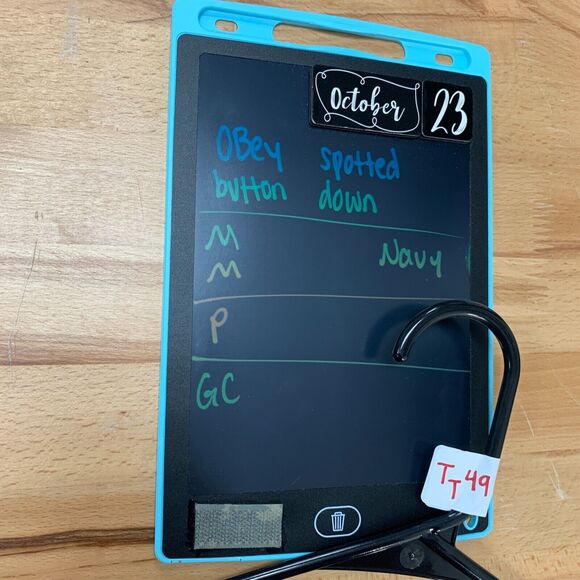 October 23
OBey spotted
button down
M
M Navy
P
GC
TT49